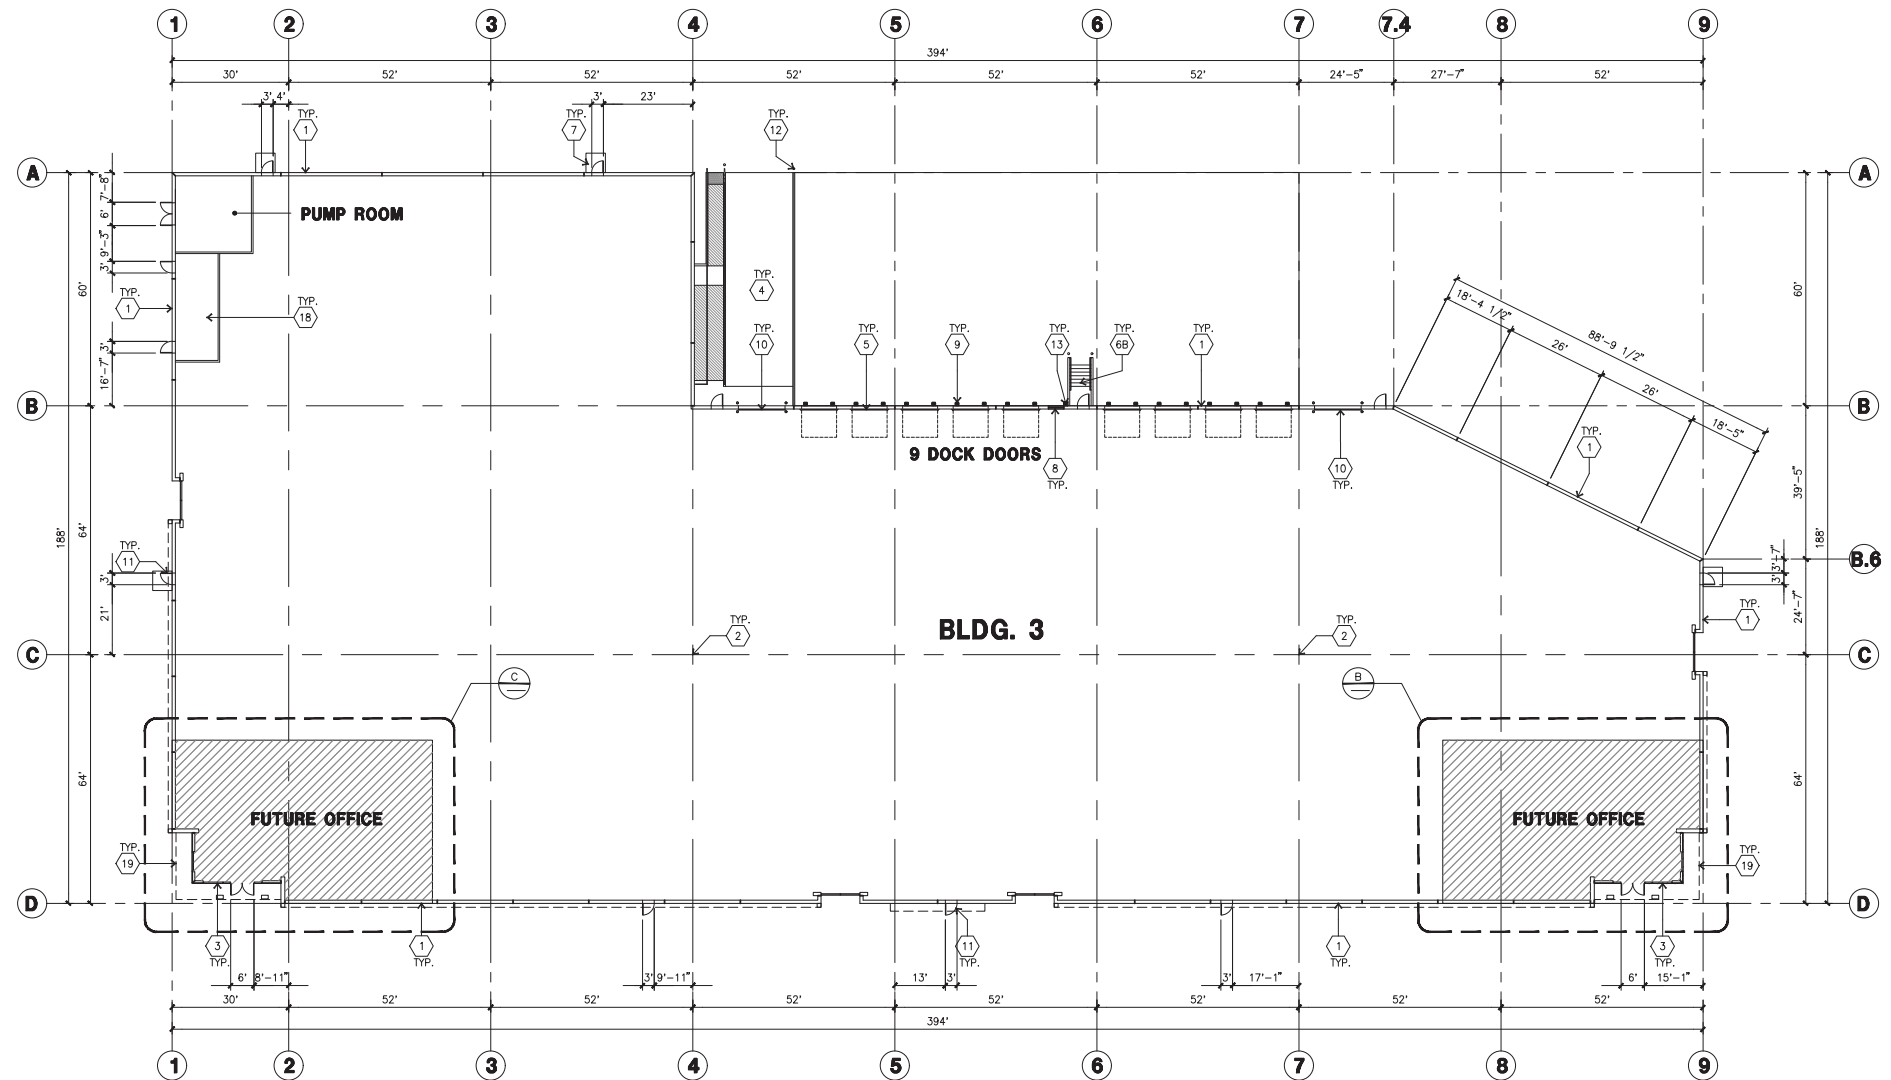 1 2 3 4 5 6 7 7.4 8 9
394'
30' 52' 52' 52' 52' 52' 24'-5" 27'-7" 52'
3' 4' 3' 23'
TYP. 1
TYP. 7
TYP. 12
A A
7'-8"
6'
9'-3"
3'
3'
16'-7"
60'
60'
PUMP ROOM
TYP. 1
18 TYP.
TYP. 4
TYP. 10
TYP. 5
TYP. 9
TYP. 13
TYP. 6B
TYP. 1
18'-4 1/2"
88'-9 1/2"
26'
26'
18'-5"
TYP. 1
B B
9 DOCK DOORS
8 TYP.
10 TYP.
39'-5"
188'
64'
188'
TYP. 11
3'
21'
B.6
3'-7"
3'
24'-7"
TYP. 1
BLDG. 3
TYP. 2
TYP. 2
C C
C
B
64'
64'
FUTURE OFFICE FUTURE OFFICE
TYP. 19
TYP. 19
D D
3 TYP.
1 TYP.
11 TYP.
1 TYP.
3 TYP.
6' 8'-11" 3' 9'-11" 13' 3' 3' 17'-1" 6' 15'-1"
30' 52' 52' 52' 52' 52' 52' 52'
394'
1 2 3 4 5 6 7 8 9